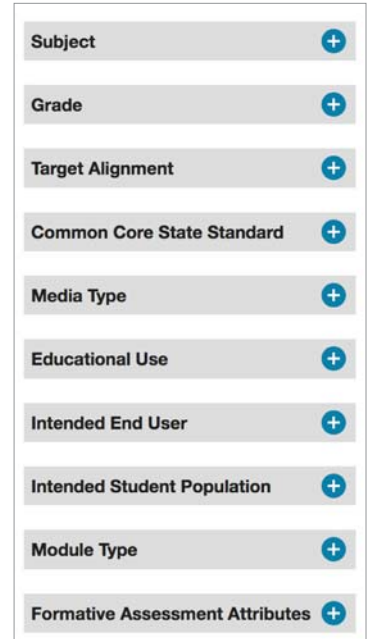 Subject
Grade
Target Alignment
Common Core State Standard
Media Type
Educational Use
Intended End User
Intended Student Population
Module Type
Formative Assessment Attributes